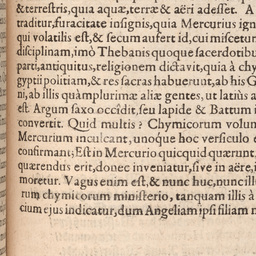 & terrestris, quia aquæ, terræ & aëri adesset. A
traditur, furacitate insignis, quia Mercurius ign
qui volatilis est, & secum aufert id, cui miscetur
disciplinam, imò Thebanis quoque sacerdotibu
parti, antiquitus, religionem dictavit, quia à chy
gyptii politiam, & res sacras habuerunt, ab his G
ii, ab illis quàmplurimæ aliæ gentes, ut latiùs a
est Argum saxo occîdit, seu lapide & Battum i
convertit. Quid multis? Chymicorum volun
Mercurium inculcant, unoque hoc versiculo
confirmant: Est in Mercurio quicquid quærunt
quærendus erit, donec inveniatur, sive in aëre, i
moretur. Vagus enim est, & nunc huc, nunc illu
rum chymicorum ministerio, tanquam illis à
cium ejus indicatur, dum Angeliam ipsi filiam n